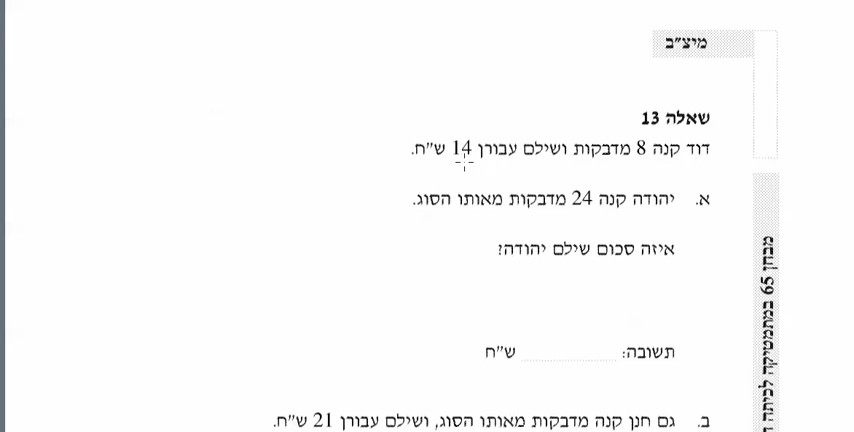 מיצ"ב
שאלה 13
דוד קנה 8 מדבקות ושילם עבורן 14 ש"ח.
א. יהודה קנה 24 מדבקות מאותו הסוג.
איזה סכום שילם יהודה?
תשובה: ש"ח
ב. גם חנן קנה מדבקות מאותו הסוג, ושילם עבורן 21 ש"ח.
מבחן 65 במתמטיקה לכיתה